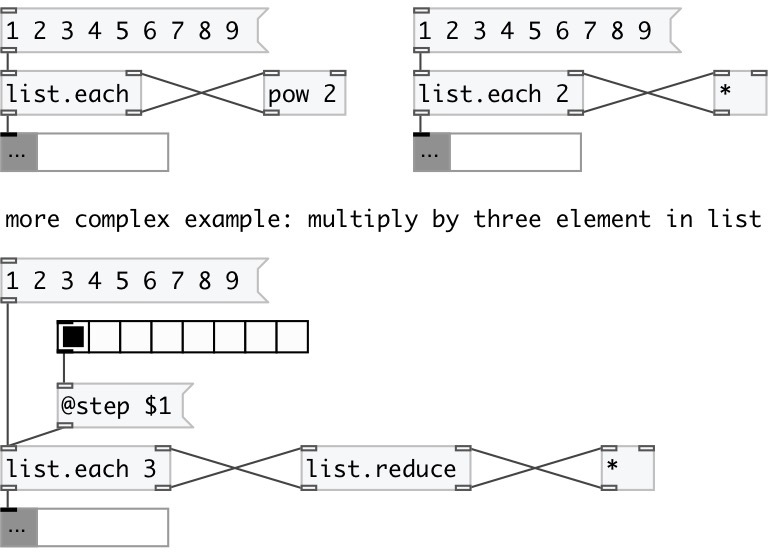 1 2 3 4 5 6 7 8 9
1 2 3 4 5 6 7 8 9
list.each
pow 2
list.each 2
*
...
...
more complex example: multiply by three element in list
1 2 3 4 5 6 7 8 9
@step $1
list.each 3
list.reduce
*
...